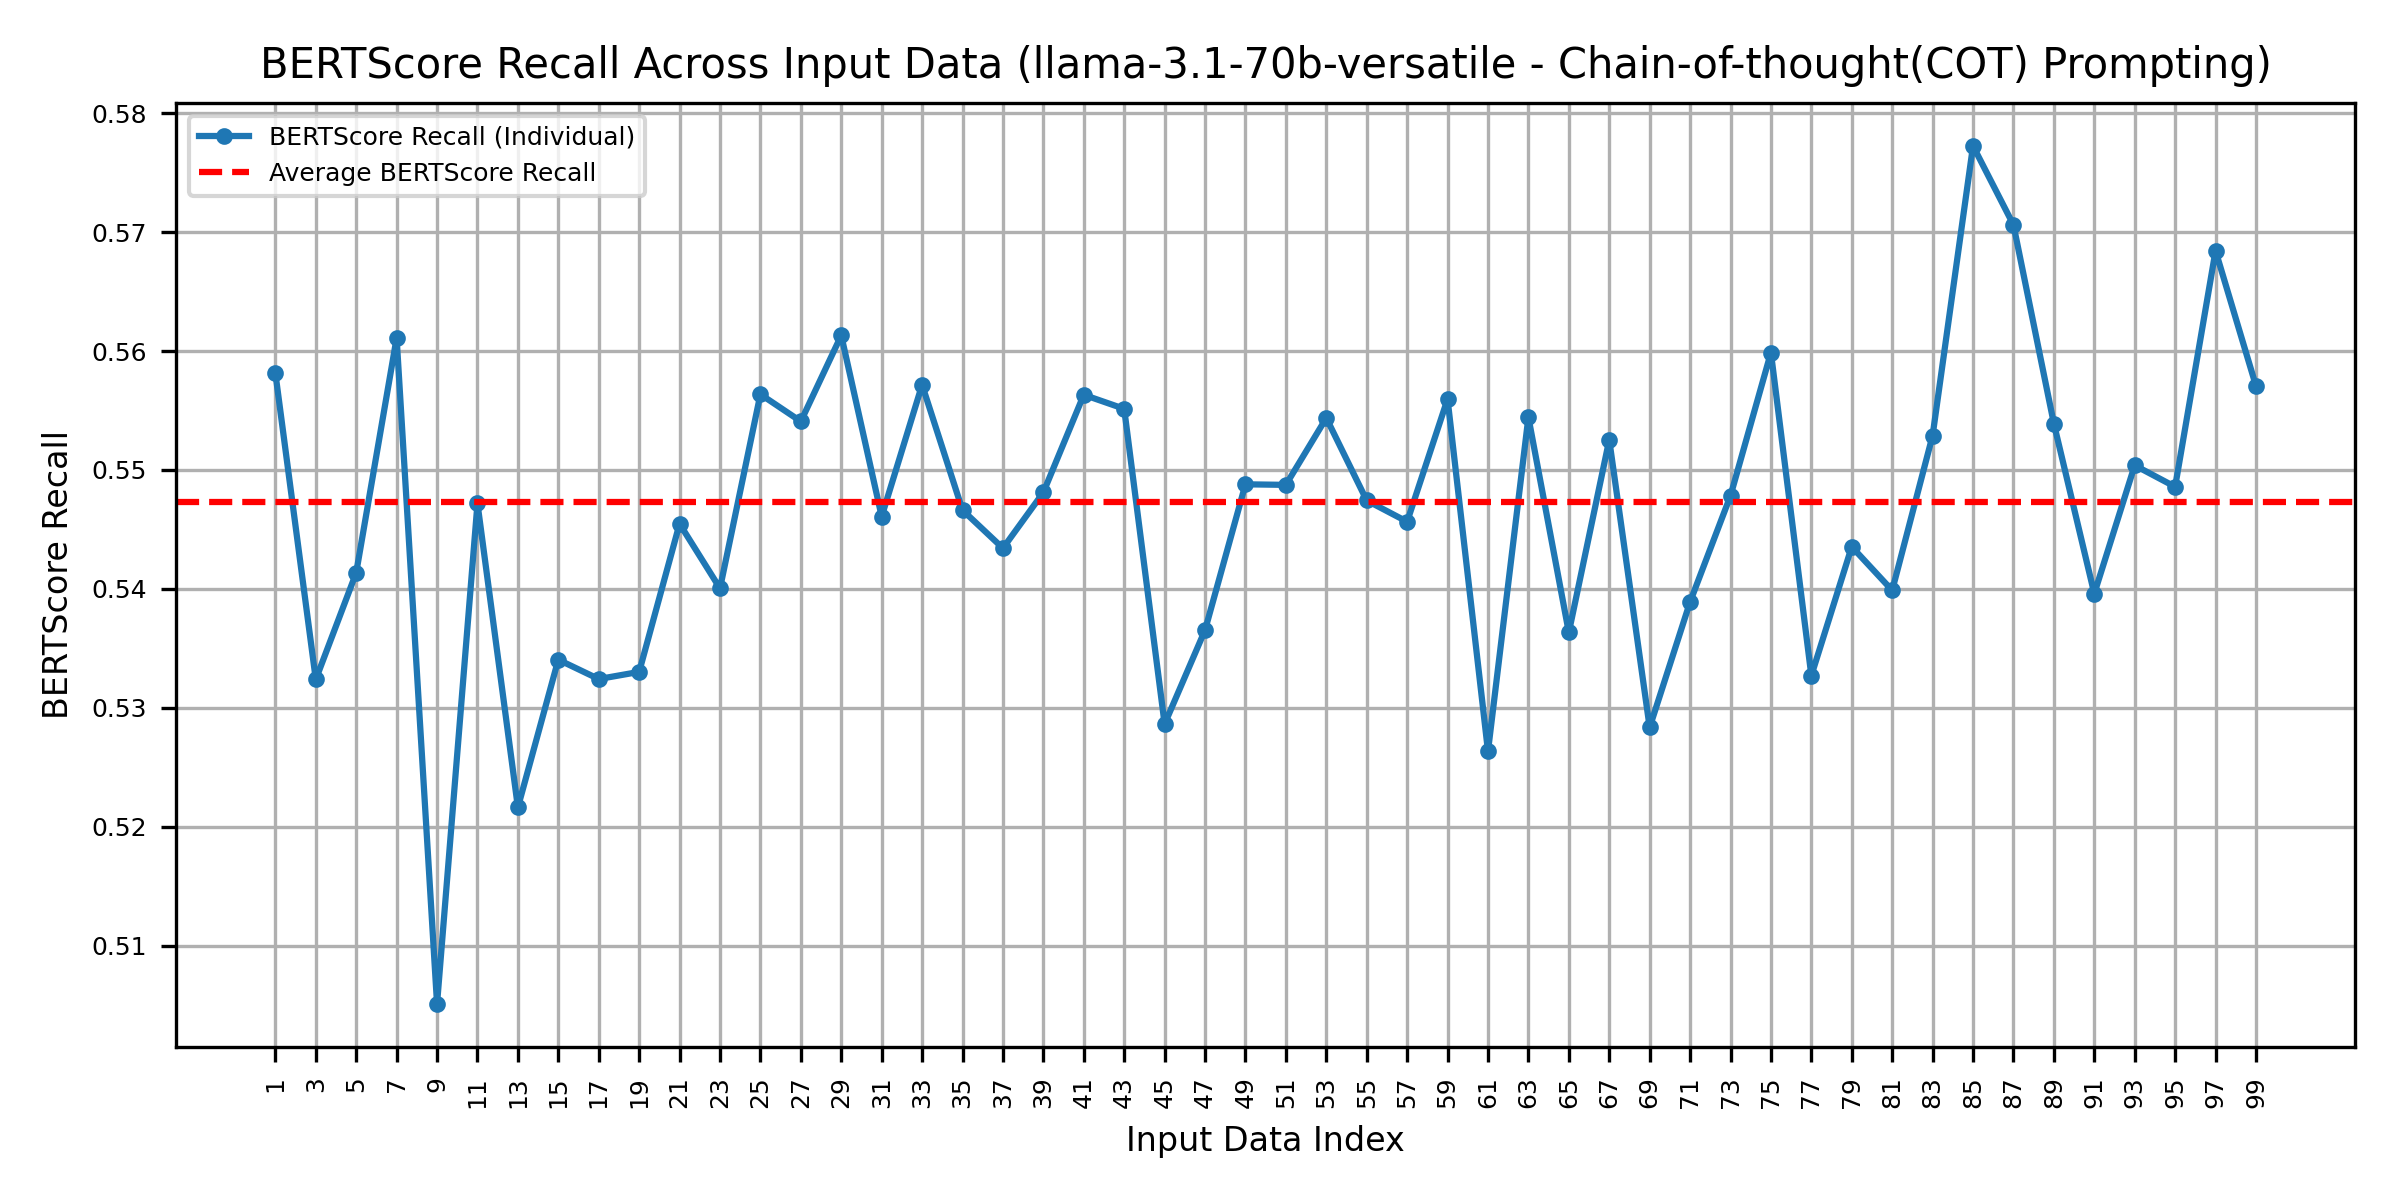 BERTScore Recall Across Input Data (llama-3.1-70b-versatile - Chain-of-thought(COT) Prompting)
BERTScore Recall (Individual)
Average BERTScore Recall
BERTScore Recall
0.58
0.57
0.56
0.55
0.54
0.53
0.52
0.51
1 3 5 7 9 11 13 15 17 19 21 23 25 27 29 31 33 35 37 39 41 43 45 47 49 51 53 55 57 59 61 63 65 67 69 71 73 75 77 79 81 83 85 87 89 91 93 95 97 99
Input Data Index